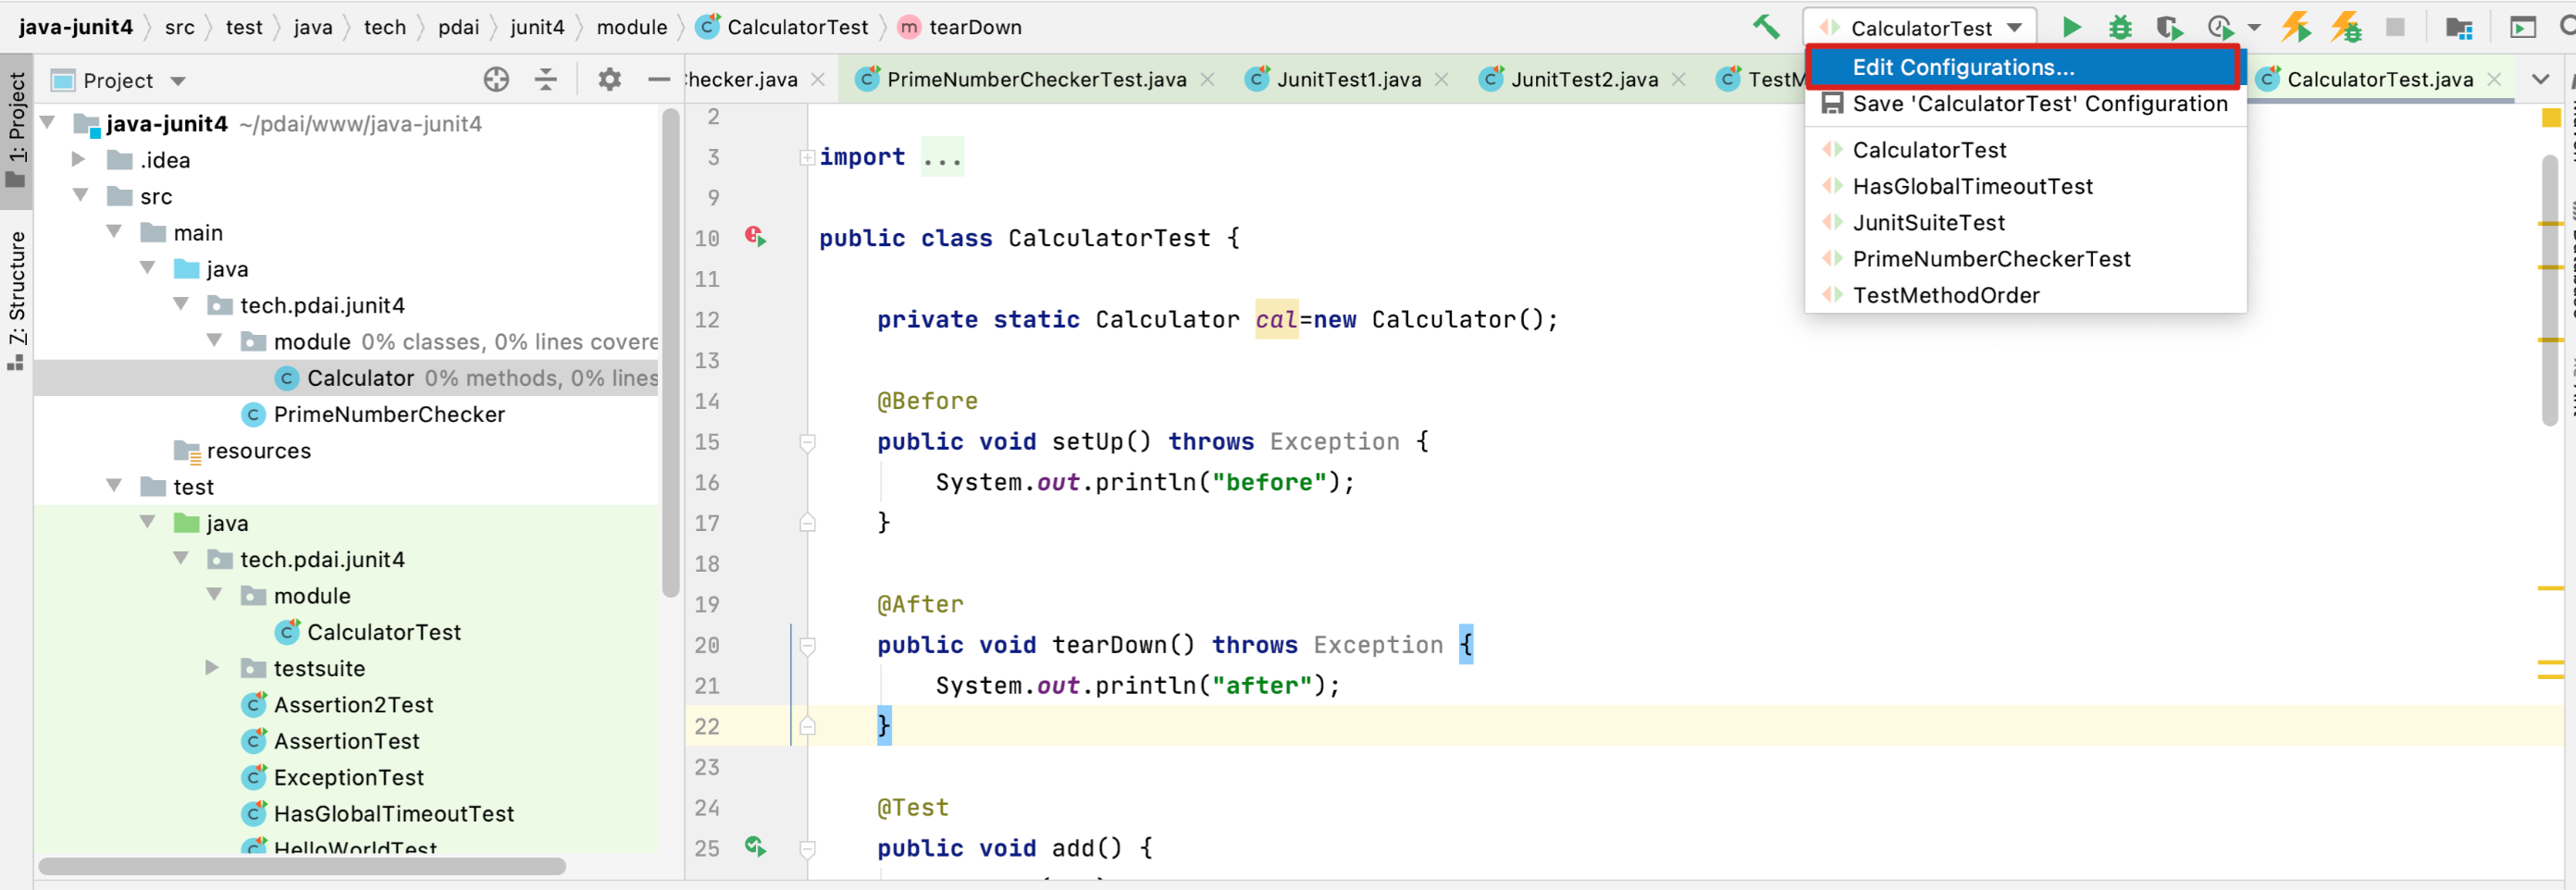 java-junit4 src test java tech pdai junit4 module CalculatorTest tearDown
CalculatorTest
Edit Configurations...
Save 'CalculatorTest' Configuration
CalculatorTest
HasGlobalTimeoutTest
JunitSuiteTest
PrimeNumberCheckerTest
TestMethodOrder
1: Project
7: Structure
Project
java-junit4 ~/pdai/www/java-junit4
.idea
src
main
java
tech.pdai.junit4
module 0% classes, 0% lines covere
Calculator 0% methods, 0% lines
PrimeNumberChecker
resources
test
java
tech.pdai.junit4
module
CalculatorTest
testsuite
Assertion2Test
AssertionTest
ExceptionTest
HasGlobalTimeoutTest
HelloWorldTest
hecker.java PrimeNumberCheckerTest.java JunitTest1.java JunitTest2.java TestM CalculatorTest.java
2
3 import ...
9
10 public class CalculatorTest {
11
12 private static Calculator cal=new Calculator();
13
14 @Before
15 public void setUp() throws Exception {
16 System.out.println("before");
17 }
18
19 @After
20 public void tearDown() throws Exception {
21 System.out.println("after");
22 }
23
24 @Test
25 public void add() {